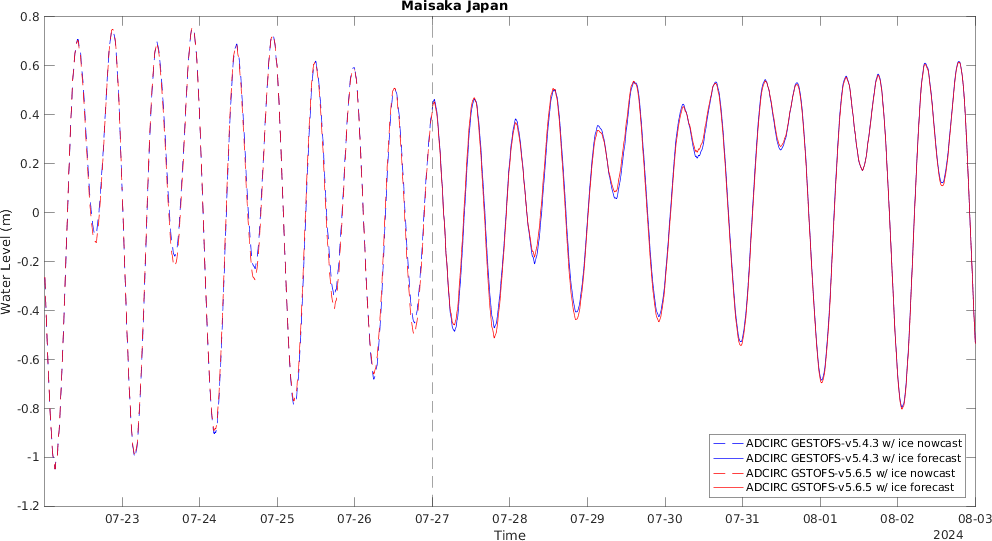 Maisaka Japan
0.8
0.6
0.4
0.2
0
-0.2
-0.4
-0.6
-0.8
-1
-1.2
Water Level (m)
ADCIRC GESTOFS-v5.4.3 w/ ice nowcast
ADCIRC GESTOFS-v5.4.3 w/ ice forecast
ADCIRC GSTOFS-v5.6.5 w/ ice nowcast
ADCIRC GSTOFS-v5.6.5 w/ ice forecast
07-23 07-24 07-25 07-26 07-27 07-28 07-29 07-30 07-31 08-01 08-02 08-03
Time
2024